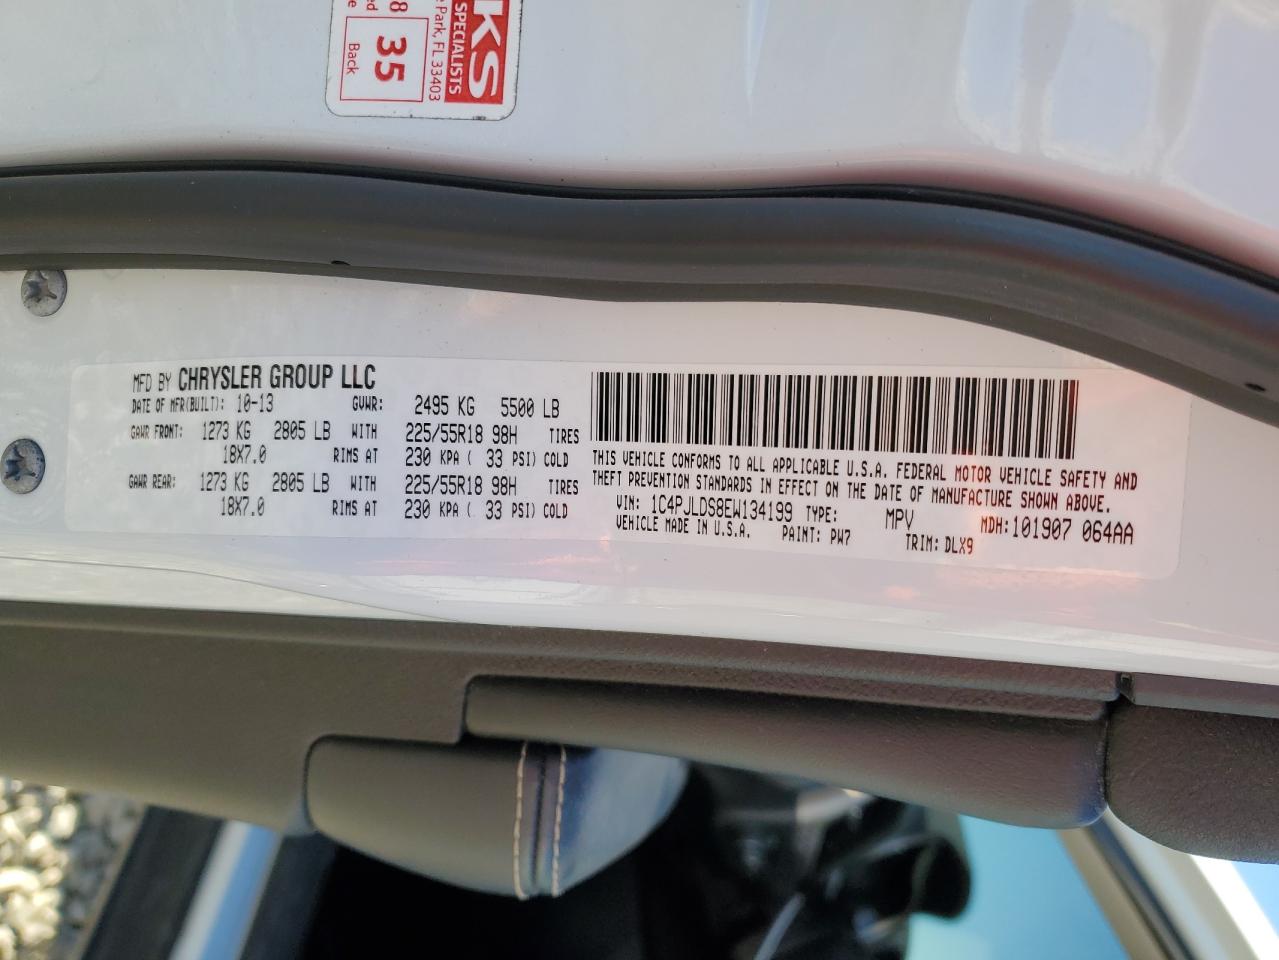 8
ed
e
35
Back
e Park, FL 33403
SPECIALISTS
KS
MFD BY CHRYSLER GROUP LLC
DATE OF MFR(BUILT): 10-13 GVWR: 2495 KG 5500 LB
GAWR FRONT: 1273 KG 2805 LB WITH 225/55R18 98H TIRES
18X7.0 RIMS AT 230 KPA ( 33 PSI) COLD
GAWR REAR: 1273 KG 2805 LB WITH 225/55R18 98H TIRES
18X7.0 RIMS AT 230 KPA ( 33 PSI) COLD
THIS VEHICLE CONFORMS TO ALL APPLICABLE U.S.A. FEDERAL MOTOR VEHICLE SAFETY AND
THEFT PREVENTION STANDARDS IN EFFECT ON THE DATE OF MANUFACTURE SHOWN ABOVE.
VIN: 1C4PJLDS8EW134199 TYPE: MPV MDH: 101907 064AA
VEHICLE MADE IN U.S.A. PAINT: PW7 TRIM: DLX9